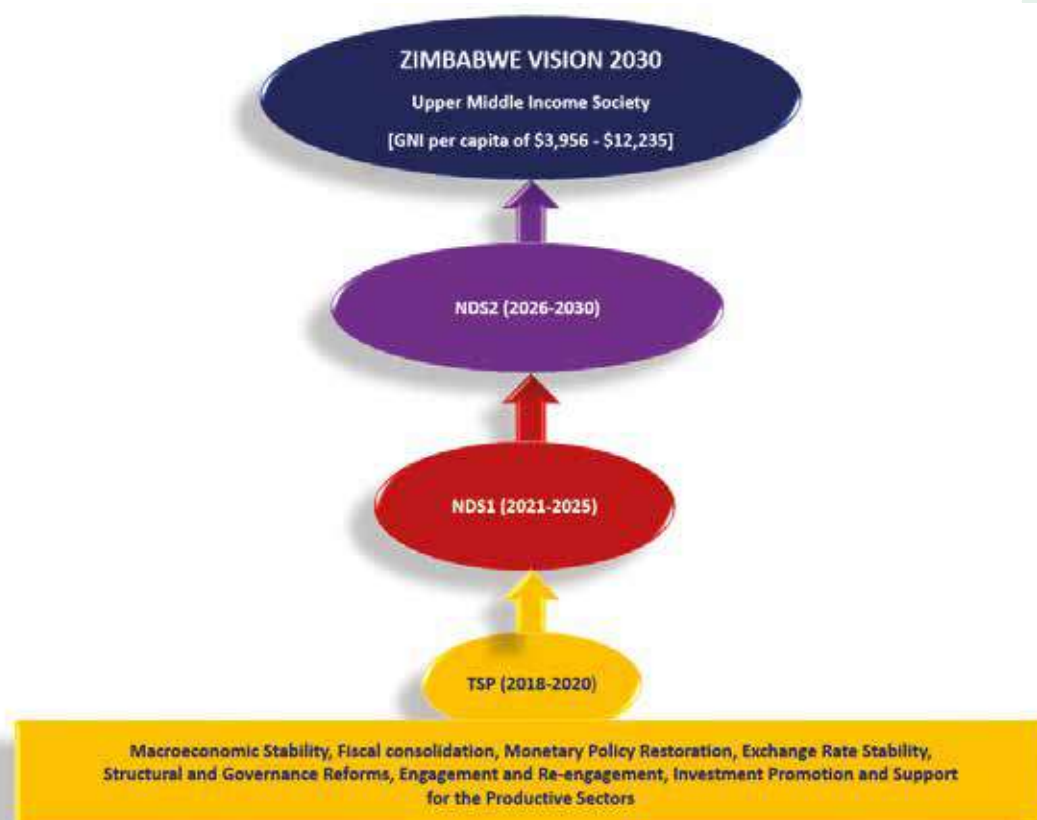 ZIMBABWE VISION 2030
Upper Middle Income Society
[GNI per capita of $3,956 - $12,235]
NDS2 (2026-2030)
NDS1 (2021-2025)
TSP (2018-2020)
Macroeconomic Stability, Fiscal consolidation, Monetary Policy Restoration, Exchange Rate Stability,
Structural and Governance Reforms, Engagement and Re-engagement, Investment Promotion and Support
for the Productive Sectors